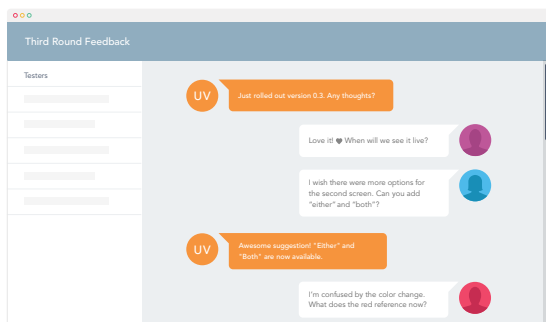 Third Round Feedback
Testers
UV
Just rolled out version 0.3. Any thoughts?
Love it! ♥ When will we see it live?
I wish there were more options for
the second screen. Can you add
“either” and “both”?
UV
Awesome suggestion! “Either” and
“Both” are now available.
I’m confused by the color change.
What does the red reference now?